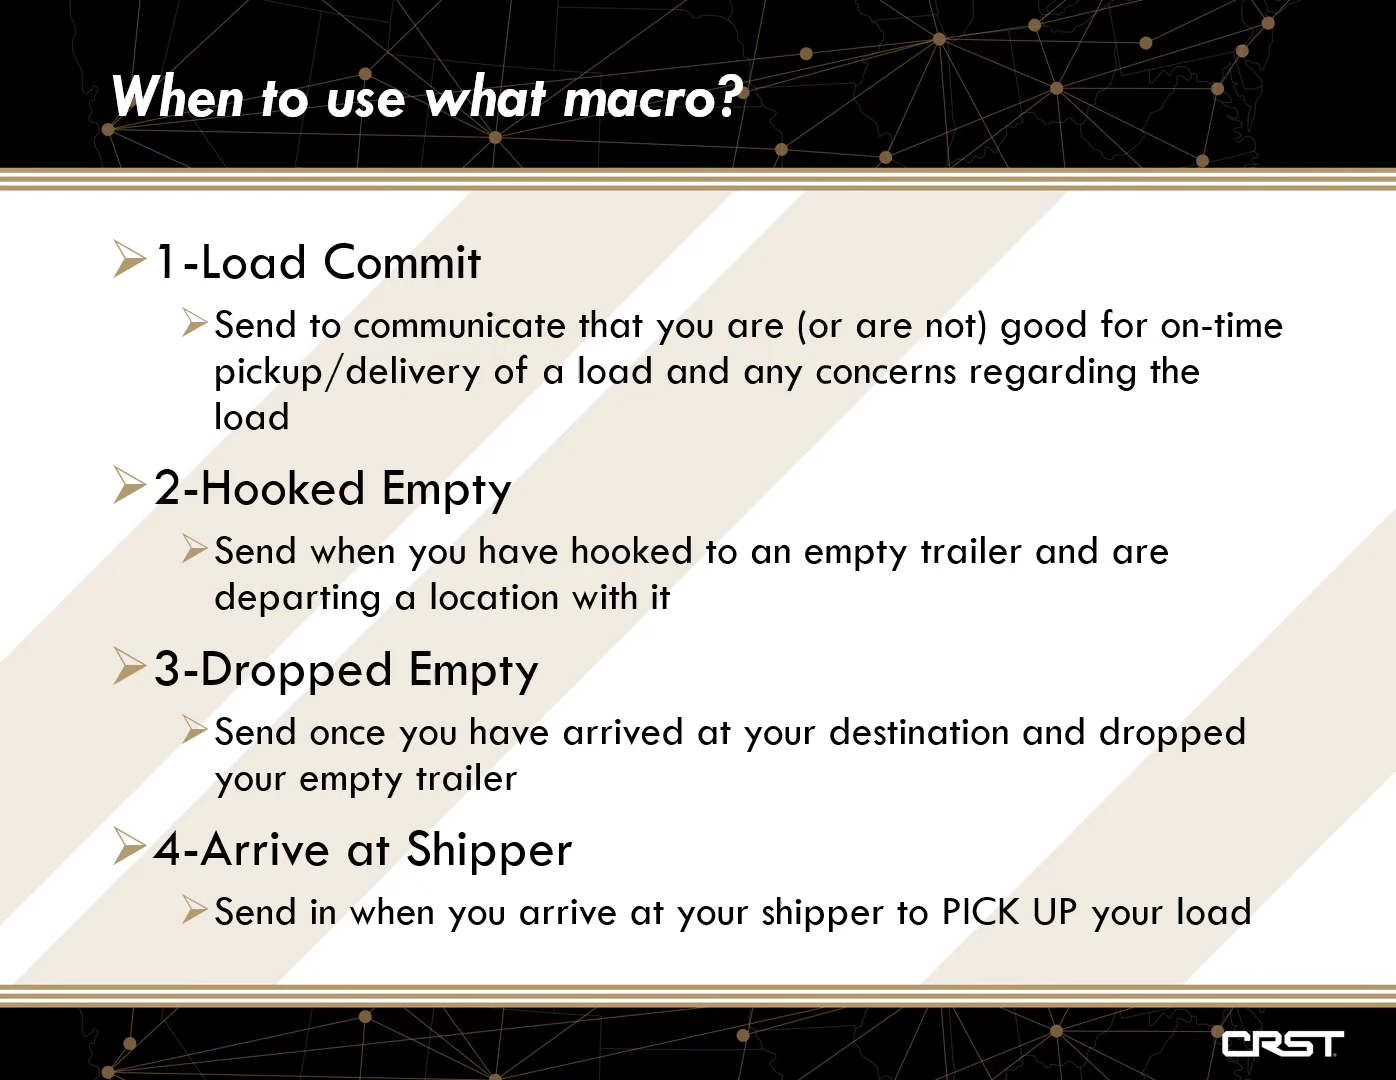 When to use what macro?
1-Load Commit
Send to communicate that you are (or are not) good for on-time
pickup/delivery of a load and any concerns regarding the
load
2-Hooked Empty
Send when you have hooked to an empty trailer and are
departing a location with it
3-Dropped Empty
Send once you have arrived at your destination and dropped
your empty trailer
4-Arrive at Shipper
Send in when you arrive at your shipper to PICK UP your load
CRST